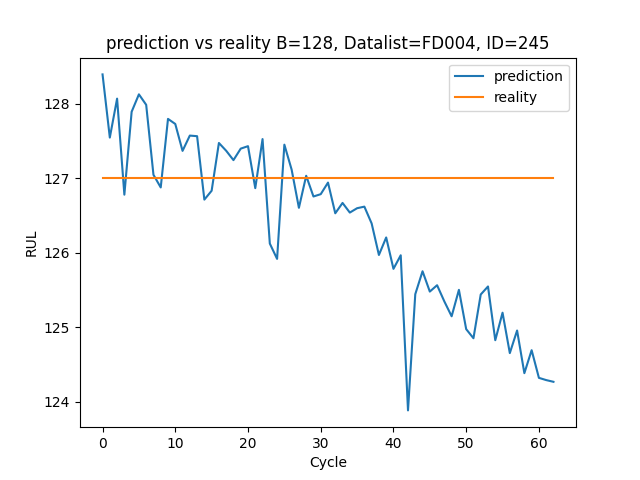 prediction vs reality B=128, Datalist=FD004, ID=245
prediction
reality
128
127
126
125
124
RUL
0 10 20 30 40 50 60
Cycle